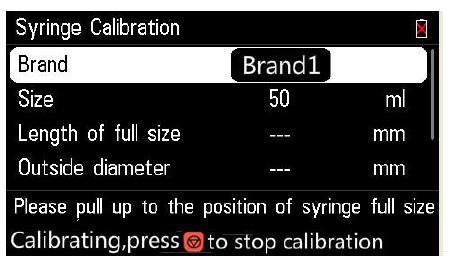 Syringe Calibration
Brand Brand1
Size 50 ml
Length of full size --- mm
Outside diameter --- mm
Please pull up to the position of syringe full size
Calibrating,press to stop calibration